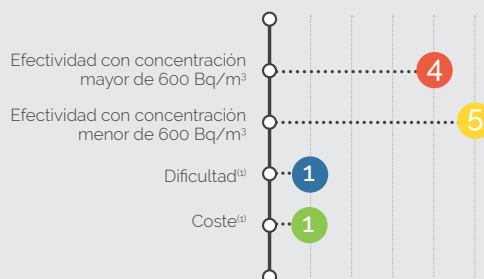 Efectividad con concentración
mayor de 600 Bq/m³
4
Efectividad con concentración
menor de 600 Bq/m³
5
Dificultad⁽¹⁾
1
Coste⁽¹⁾
1